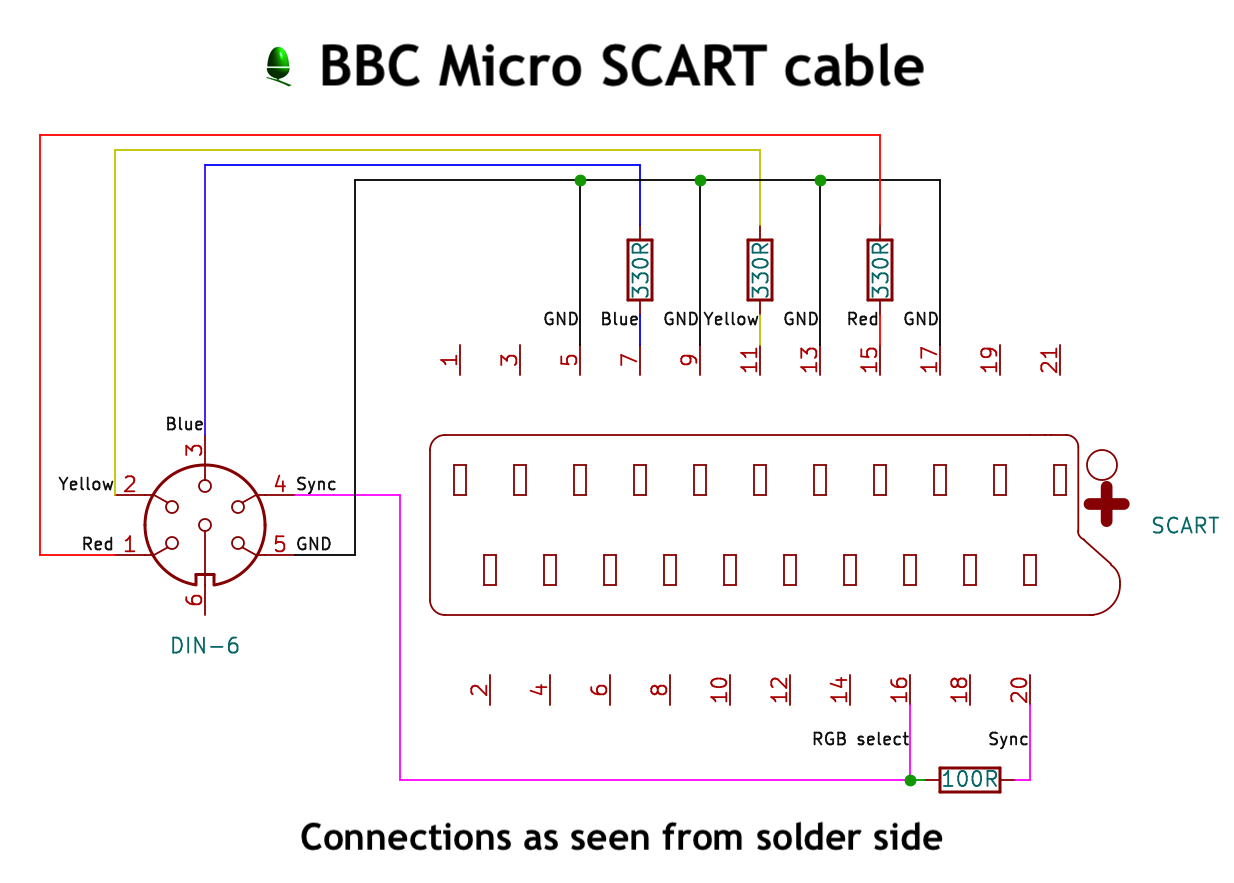 BBC Micro SCART cable
330R 330R 330R
GND Blue GND Yellow GND Red GND
1 3 5 7 9 11 13 15 17 19 21
Blue
3
Yellow 2 4 Sync
Red 1 5 GND
6
DIN-6
SCART
2 4 6 8 10 12 14 16 18 20
RGB select Sync
100R
Connections as seen from solder side